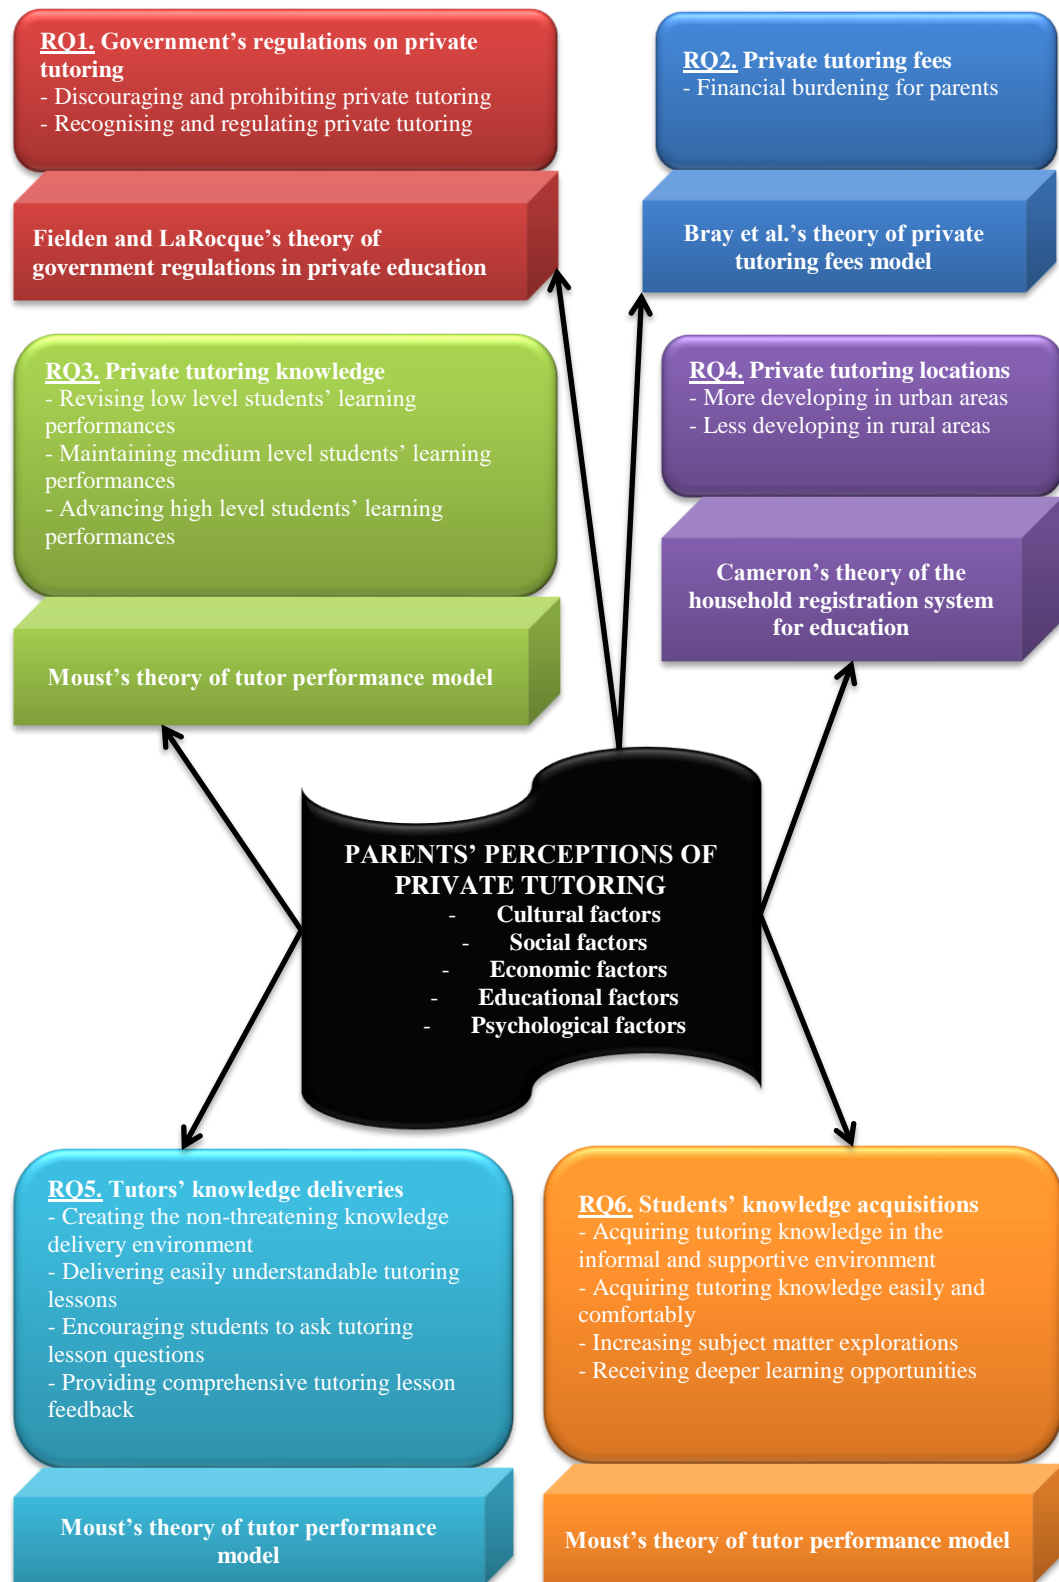 RQ1. Government’s regulations on private
tutoring
- Discouraging and prohibiting private tutoring
- Recognising and regulating private tutoring
Fielden and LaRocque’s theory of
government regulations in private education
RQ2. Private tutoring fees
- Financial burdening for parents
Bray et al.’s theory of private
tutoring fees model
RQ3. Private tutoring knowledge
- Revising low level students’ learning
performances
- Maintaining medium level students’ learning
performances
- Advancing high level students’ learning
performances
Moust’s theory of tutor performance model
RQ4. Private tutoring locations
- More developing in urban areas
- Less developing in rural areas
Cameron’s theory of the
household registration system
for education
PARENTS’ PERCEPTIONS OF
PRIVATE TUTORING
- Cultural factors
- Social factors
- Economic factors
- Educational factors
- Psychological factors
RQ5. Tutors’ knowledge deliveries
- Creating the non-threatening knowledge
delivery environment
- Delivering easily understandable tutoring
lessons
- Encouraging students to ask tutoring
lesson questions
- Providing comprehensive tutoring lesson
feedback
Moust’s theory of tutor performance
model
RQ6. Students’ knowledge acquisitions
- Acquiring tutoring knowledge in the
informal and supportive environment
- Acquiring tutoring knowledge easily and
comfortably
- Increasing subject matter explorations
- Receiving deeper learning opportunities
Moust’s theory of tutor performance model